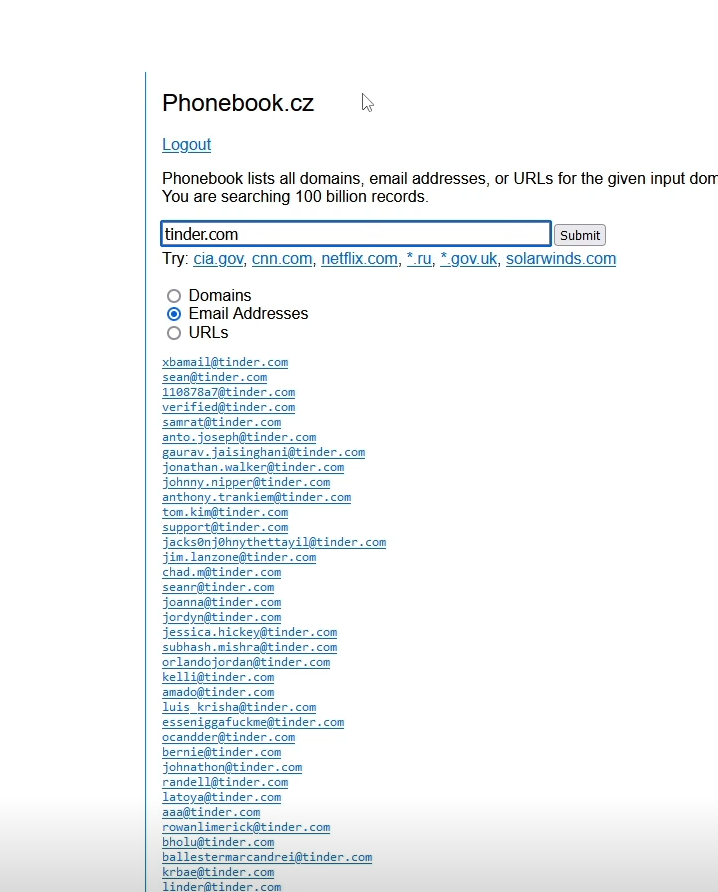 Phonebook.cz
Logout
Phonebook lists all domains, email addresses, or URLs for the given input dom
You are searching 100 billion records.
tinder.com Submit
Try: cia.gov, cnn.com, netflix.com, *.ru, *.gov.uk, solarwinds.com
Domains
Email Addresses
URLs
xbamail@tinder.com
sean@tinder.com
110878a7@tinder.com
verified@tinder.com
samrat@tinder.com
anto.joseph@tinder.com
gaurav.jaisinghani@tinder.com
jonathan.walker@tinder.com
johnny.nipper@tinder.com
anthony.trankiem@tinder.com
tom.kim@tinder.com
support@tinder.com
jacks0nj0hnythettayil@tinder.com
jim.lanzone@tinder.com
chad.m@tinder.com
seanr@tinder.com
joanna@tinder.com
jordyn@tinder.com
jessica.hickey@tinder.com
subhash.mishra@tinder.com
orlandojordan@tinder.com
kelli@tinder.com
amado@tinder.com
luis_krisha@tinder.com
esseniggafuckme@tinder.com
ocandder@tinder.com
bernie@tinder.com
johnathon@tinder.com
randell@tinder.com
latoya@tinder.com
aaa@tinder.com
rowanlimerick@tinder.com
bholu@tinder.com
ballestermarcandrei@tinder.com
krbae@tinder.com
linder@tinder.com